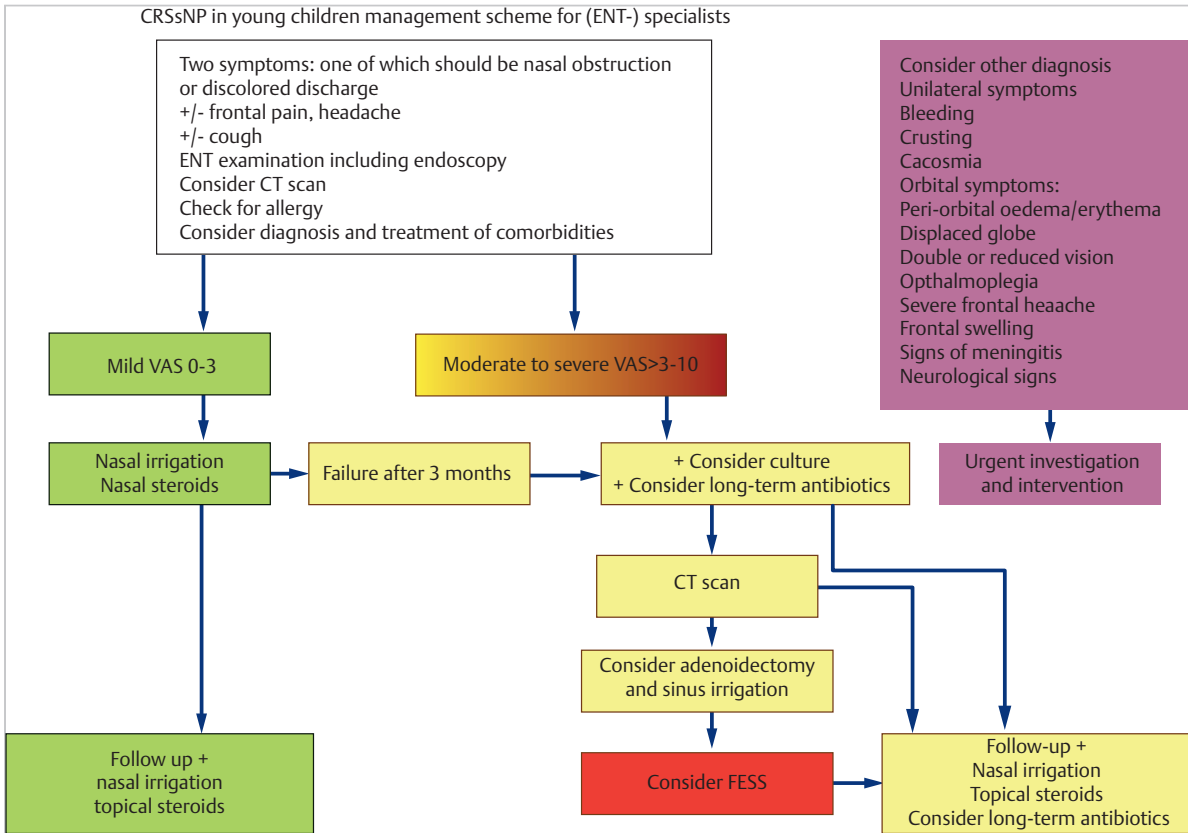 CRSsNP in young children management scheme for (ENT-) specialists
Two symptoms: one of which should be nasal obstruction
or discolored discharge
+/- frontal pain, headache
+/- cough
ENT examination including endoscopy
Consider CT scan
Check for allergy
Consider diagnosis and treatment of comorbidities
Consider other diagnosis
Unilateral symptoms
Bleeding
Crusting
Cacosmia
Orbital symptoms:
Peri-orbital oedema/erythema
Displaced globe
Double or reduced vision
Opthalmoplegia
Severe frontal heaache
Frontal swelling
Signs of meningitis
Neurological signs
Mild VAS 0-3
Moderate to severe VAS>3-10
Nasal irrigation
Nasal steroids
Failure after 3 months
+ Consider culture
+ Consider long-term antibiotics
Urgent investigation
and intervention
CT scan
Consider adenoidectomy
and sinus irrigation
Follow up +
nasal irrigation
topical steroids
Consider FESS
Follow-up +
Nasal irrigation
Topical steroids
Consider long-term antibiotics